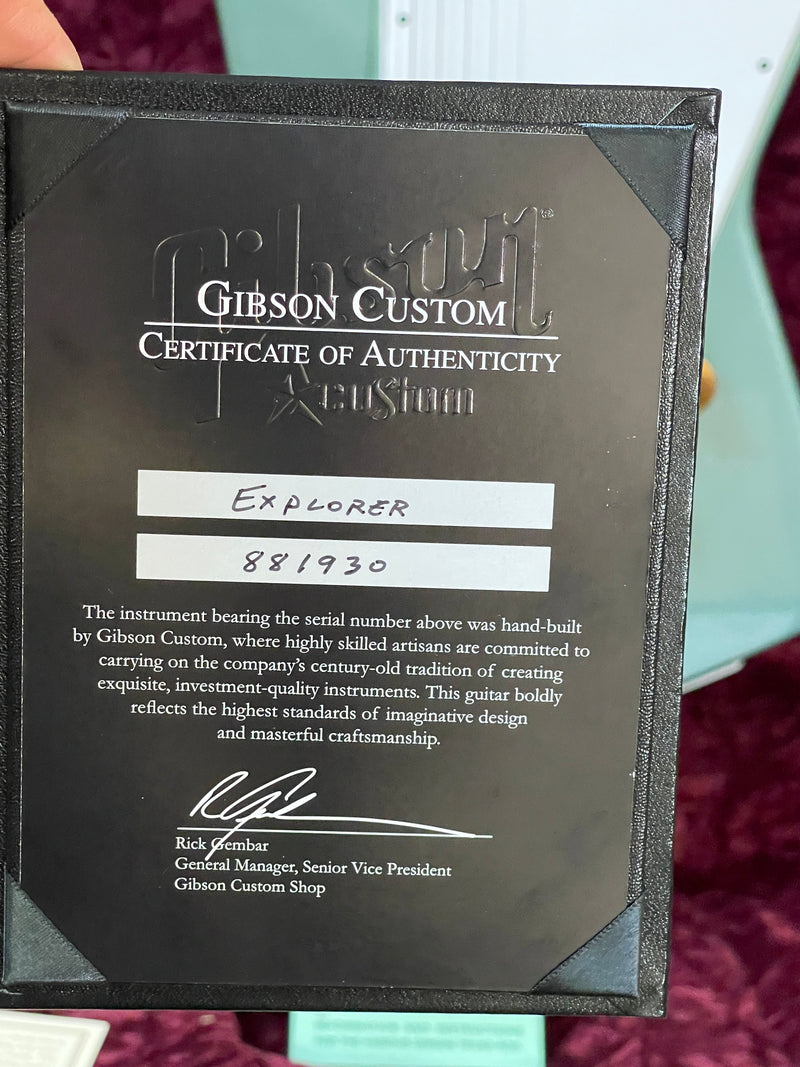 Gibson
GIBSON CUSTOM
CERTIFICATE OF AUTHENTICITY
custom
EXPLORER
881930
The instrument bearing the serial number above was hand-built
by Gibson Custom, where highly skilled artisans are committed to
carrying on the company's century-old tradition of creating
exquisite, investment-quality instruments. This guitar boldly
reflects the highest standards of imaginative design
and masterful craftsmanship.
Rick Gembar
General Manager, Senior Vice President
Gibson Custom Shop